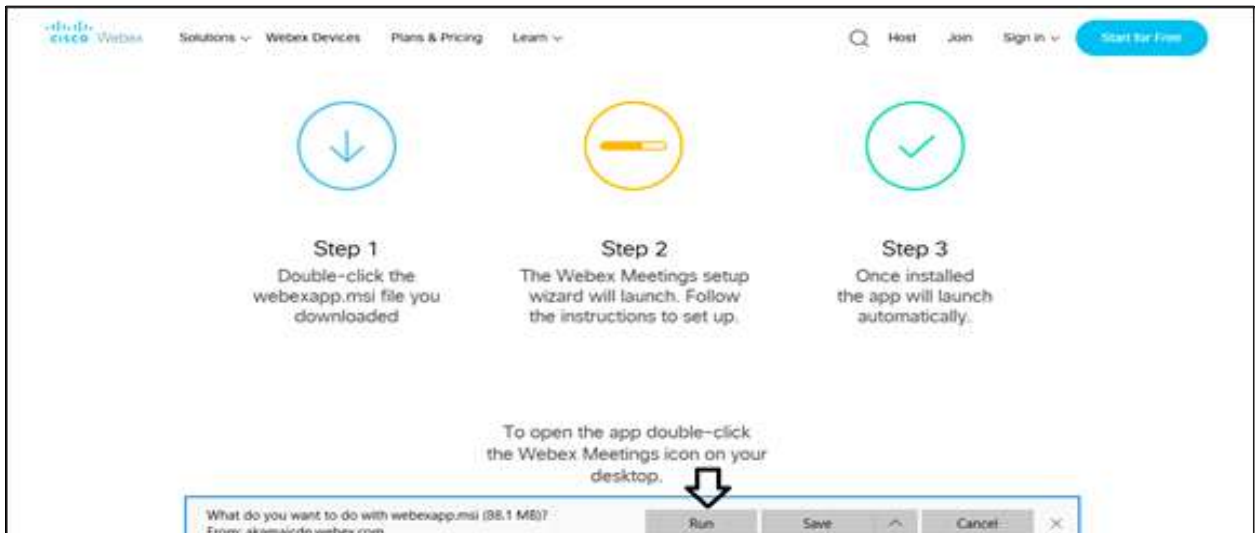 CISCO Webex Solutions Webex Devices Plans & Pricing Learn Host Join Sign in Start for Free
Step 1
Double-click the
webexapp.msi file you
downloaded
Step 2
The Webex Meetings setup
wizard will launch. Follow
the instructions to set up.
Step 3
Once installed
the app will launch
automatically.
To open the app double-click
the Webex Meetings icon on your
desktop.
What do you want to do with webexapp.msi (88.1 MB)?
From: akamaicdn.webex.com
Run Save Cancel